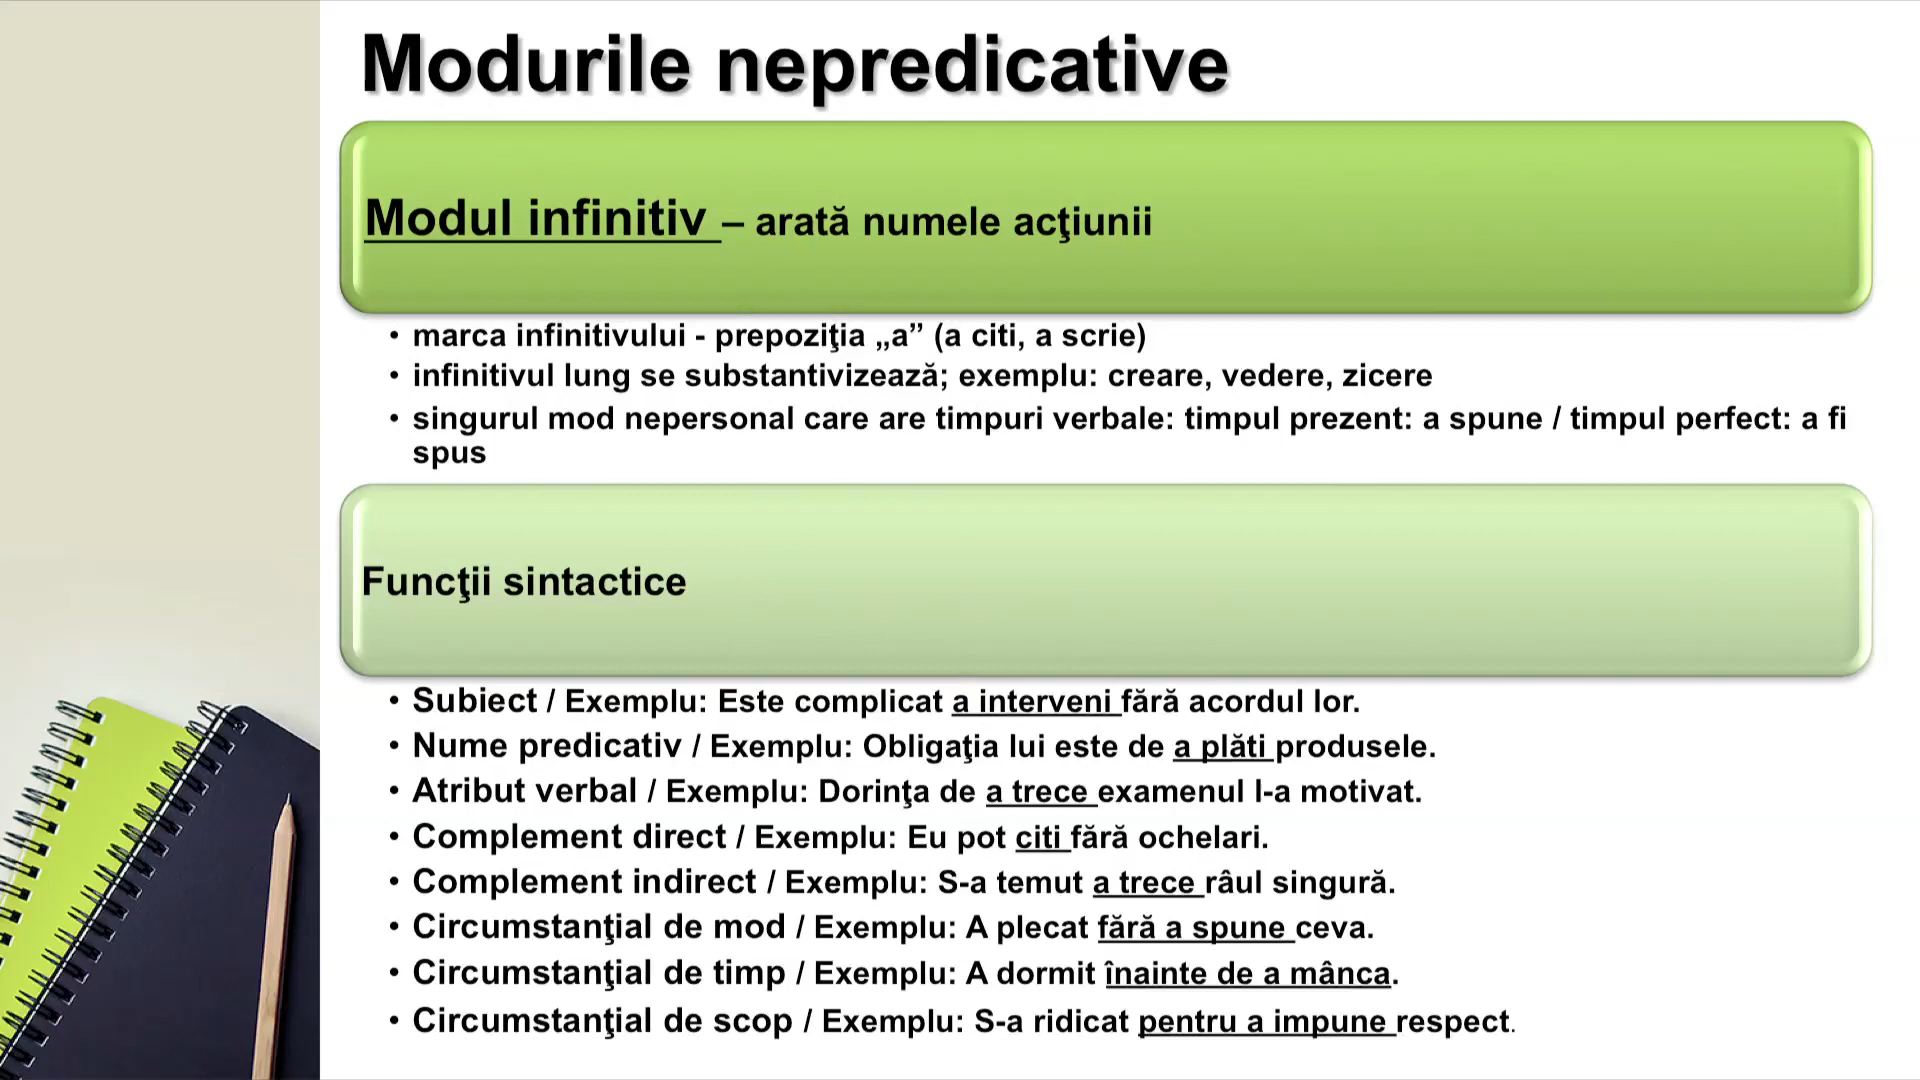 Modurile nepredicative
Modul infinitiv – arată numele acţiunii
• marca infinitivului - prepoziţia „a” (a citi, a scrie)
• infinitivul lung se substantivizează; exemplu: creare, vedere, zicere
• singurul mod nepersonal care are timpuri verbale: timpul prezent: a spune / timpul perfect: a fi
spus
Funcţii sintactice
• Subiect / Exemplu: Este complicat a interveni fără acordul lor.
• Nume predicativ / Exemplu: Obligaţia lui este de a plăti produsele.
• Atribut verbal / Exemplu: Dorinţa de a trece examenul l-a motivat.
• Complement direct / Exemplu: Eu pot citi fără ochelari.
• Complement indirect / Exemplu: S-a temut a trece râul singură.
• Circumstanţial de mod / Exemplu: A plecat fără a spune ceva.
• Circumstanţial de timp / Exemplu: A dormit înainte de a mânca.
• Circumstanţial de scop / Exemplu: S-a ridicat pentru a impune respect.